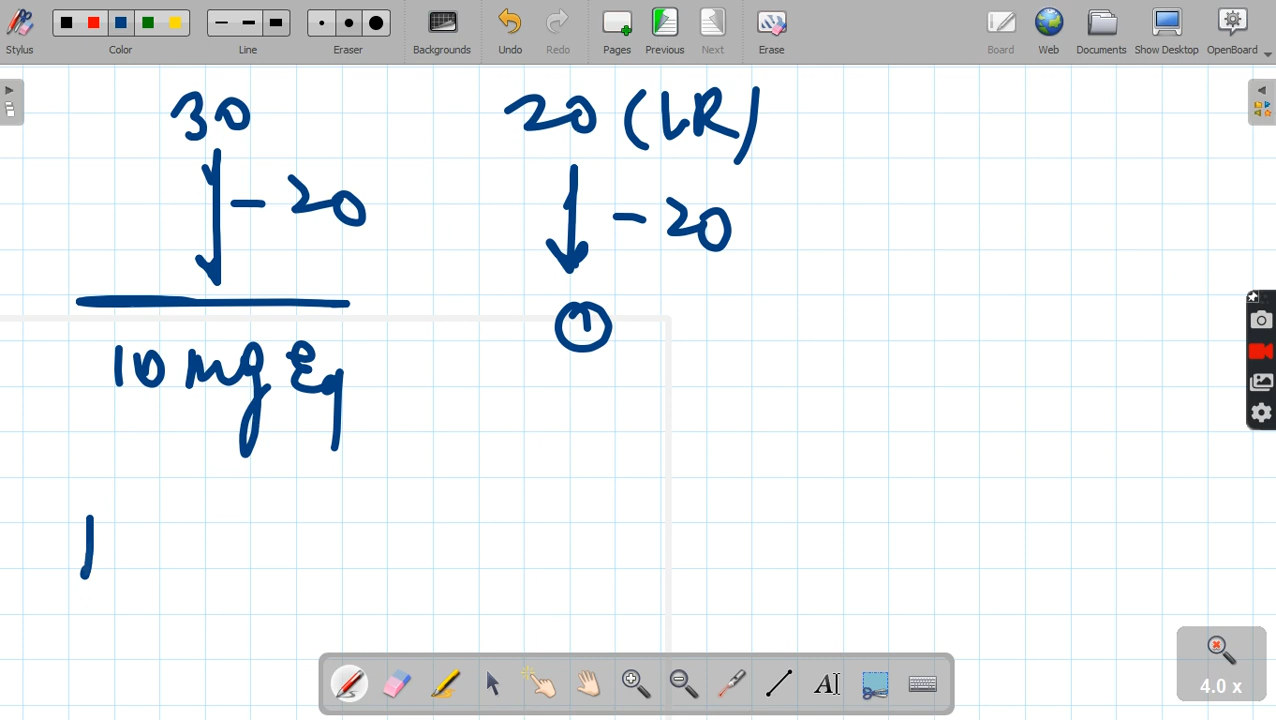 Stylus Color Line Eraser Backgrounds Undo Redo Pages Previous Next Erase Board Web Documents Show Desktop OpenBoard
30 20 (LR)
- 20 - 20
10 mg Eq
4.0 x